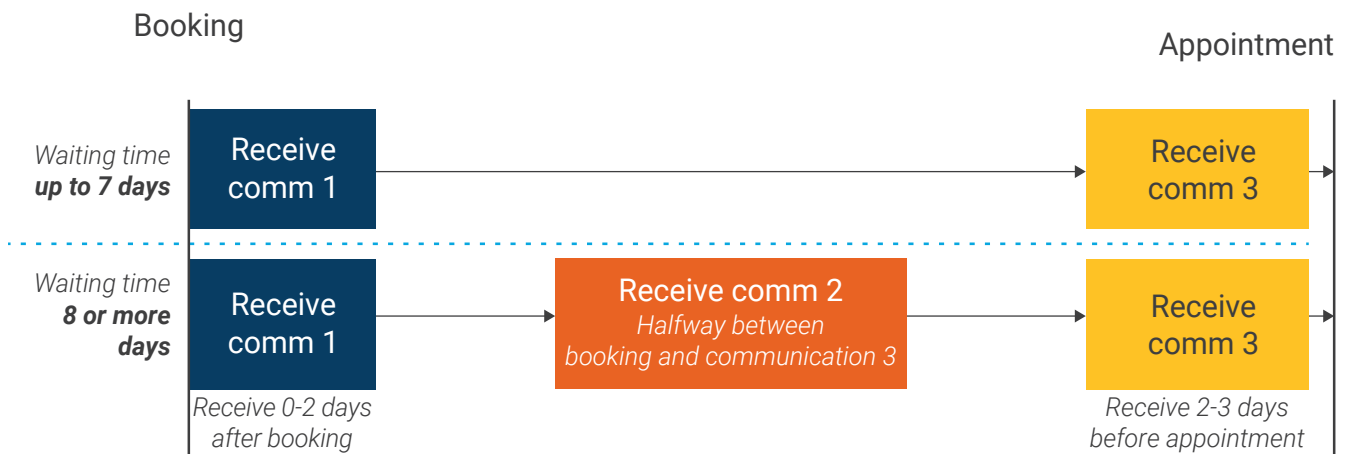 Booking
Appointment
Waiting time
up to 7 days
Receive
comm 1
Receive
comm 3
Waiting time
8 or more
days
Receive
comm 1
Receive comm 2
Halfway between
booking and communication 3
Receive
comm 3
Receive 0-2 days
after booking
Receive 2-3 days
before appointment